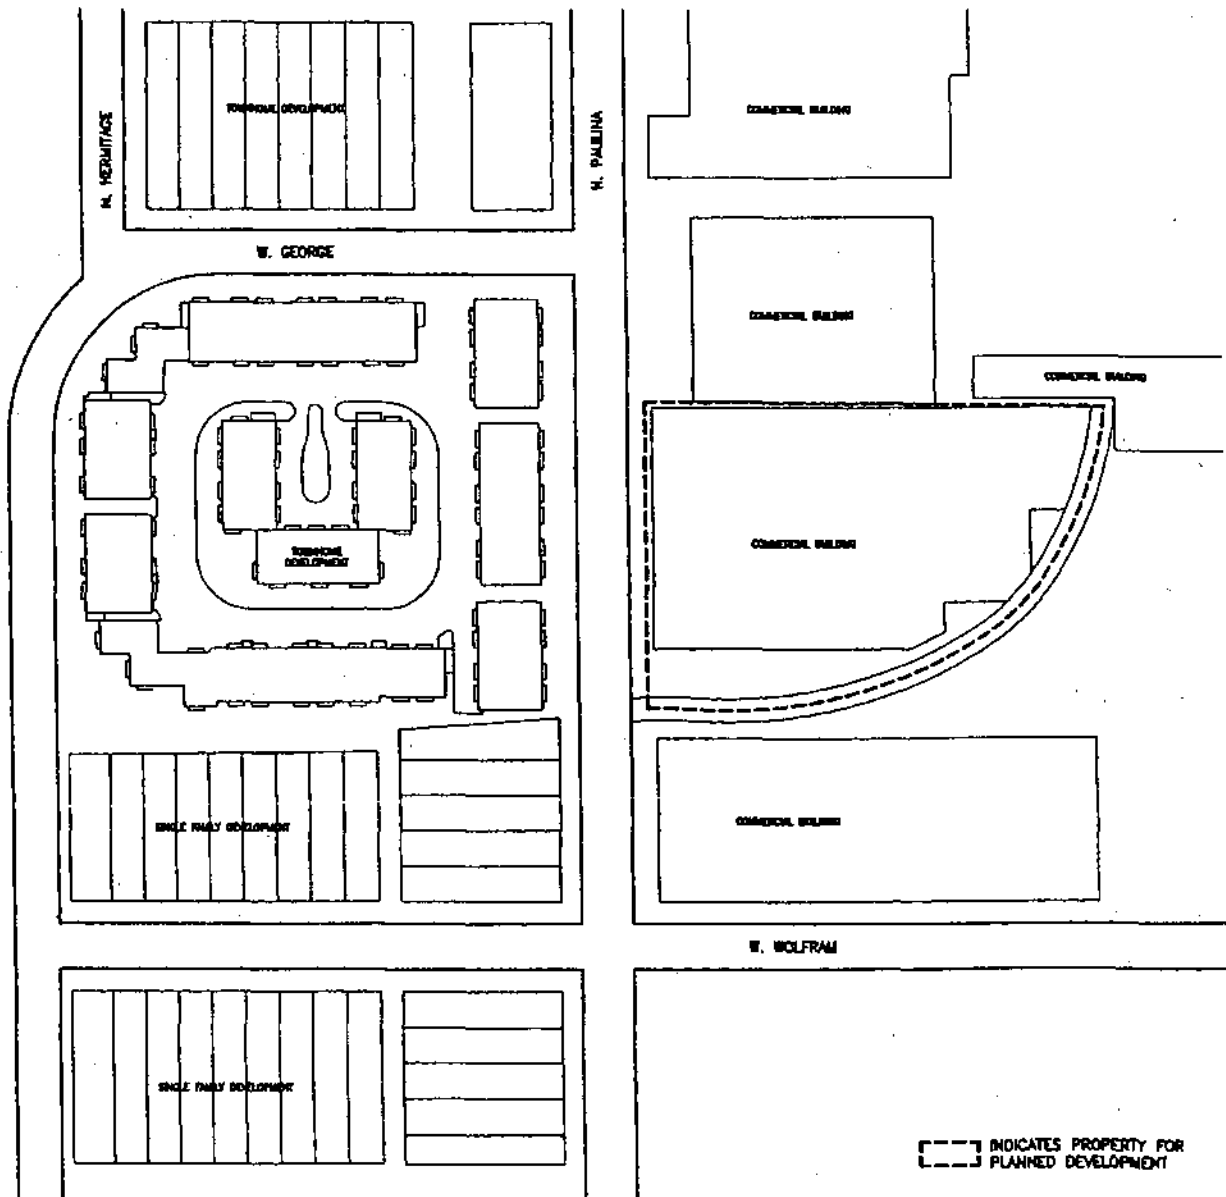 TOWNHOME DEVELOPMENT
COMMERCIAL BUILDING
N. HERMITAGE
N. PAULINA
W. GEORGE
COMMERCIAL BUILDING
COMMERCIAL BUILDING
COMMERCIAL BUILDING
TOWNHOME
DEVELOPMENT
SINGLE FAMILY DEVELOPMENT
COMMERCIAL BUILDING
W. WOLFRAM
SINGLE FAMILY DEVELOPMENT
INDICATES PROPERTY FOR
PLANNED DEVELOPMENT